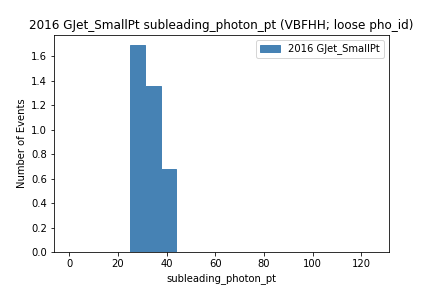 2016 GJet_SmallPt subleading_photon_pt (VBFHH; loose pho_id)
2016 GJet_SmallPt
1.6
1.4
1.2
1.0
0.8
0.6
0.4
0.2
0.0
Number of Events
0 20 40 60 80 100 120
subleading_photon_pt